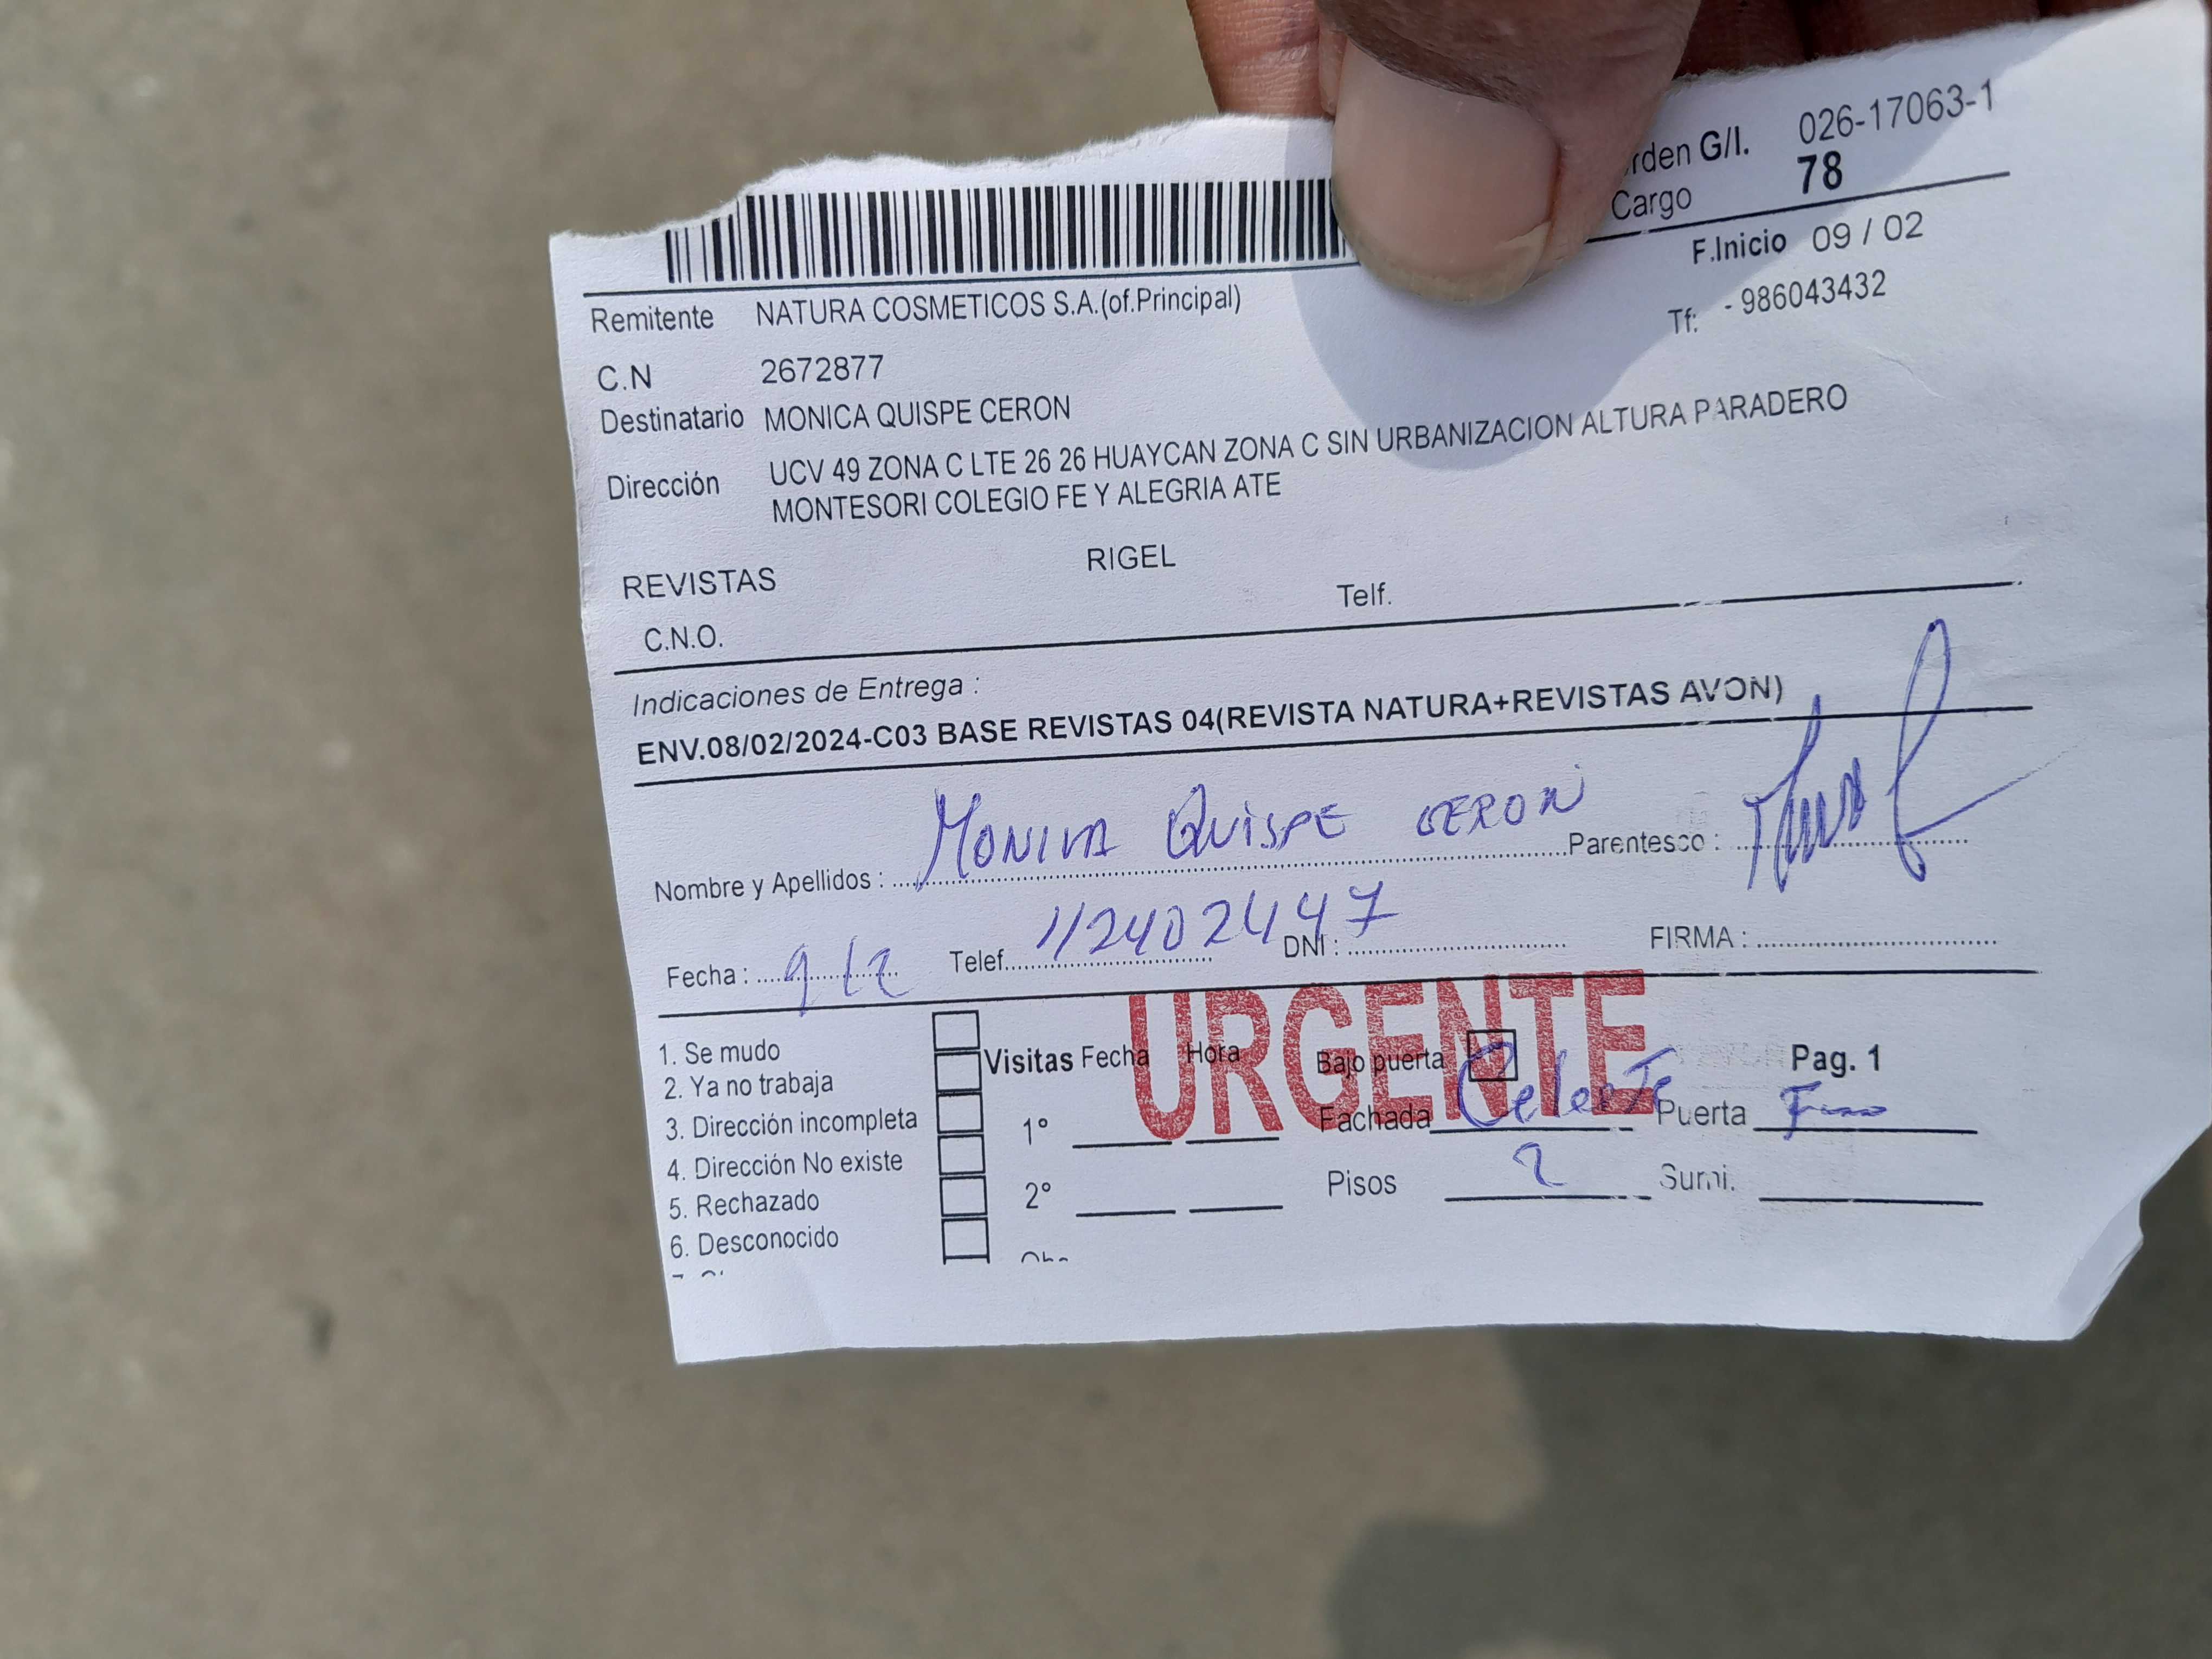 rden G/I. 026-17063-1
Cargo 78
F.Inicio 09 / 02
Remitente NATURA COSMETICOS S.A.(of.Principal)
Tf: - 986043432
C.N 2672877
Destinatario MONICA QUISPE CERON
Dirección UCV 49 ZONA C LTE 26 26 HUAYCAN ZONA C SIN URBANIZACION ALTURA PARADERO
MONTESORI COLEGIO FE Y ALEGRIA ATE
REVISTAS RIGEL
C.N.O. Telf.
Indicaciones de Entrega :
ENV.08/02/2024-C03 BASE REVISTAS 04(REVISTA NATURA+REVISTAS AVON)
Nombre y Apellidos : MONICA QUISPE CERON Parentesco :
Fecha : 9/2 Telef. DNI : FIRMA :
URGENTE
1. Se mudo
2. Ya no trabaja
3. Dirección incompleta
4. Dirección No existe
5. Rechazado
6. Desconocido
Visitas Fecha Hora Bajo puerta Pag. 1
1° Fachada Celeste Puerta
2° Pisos 2 Sumi.